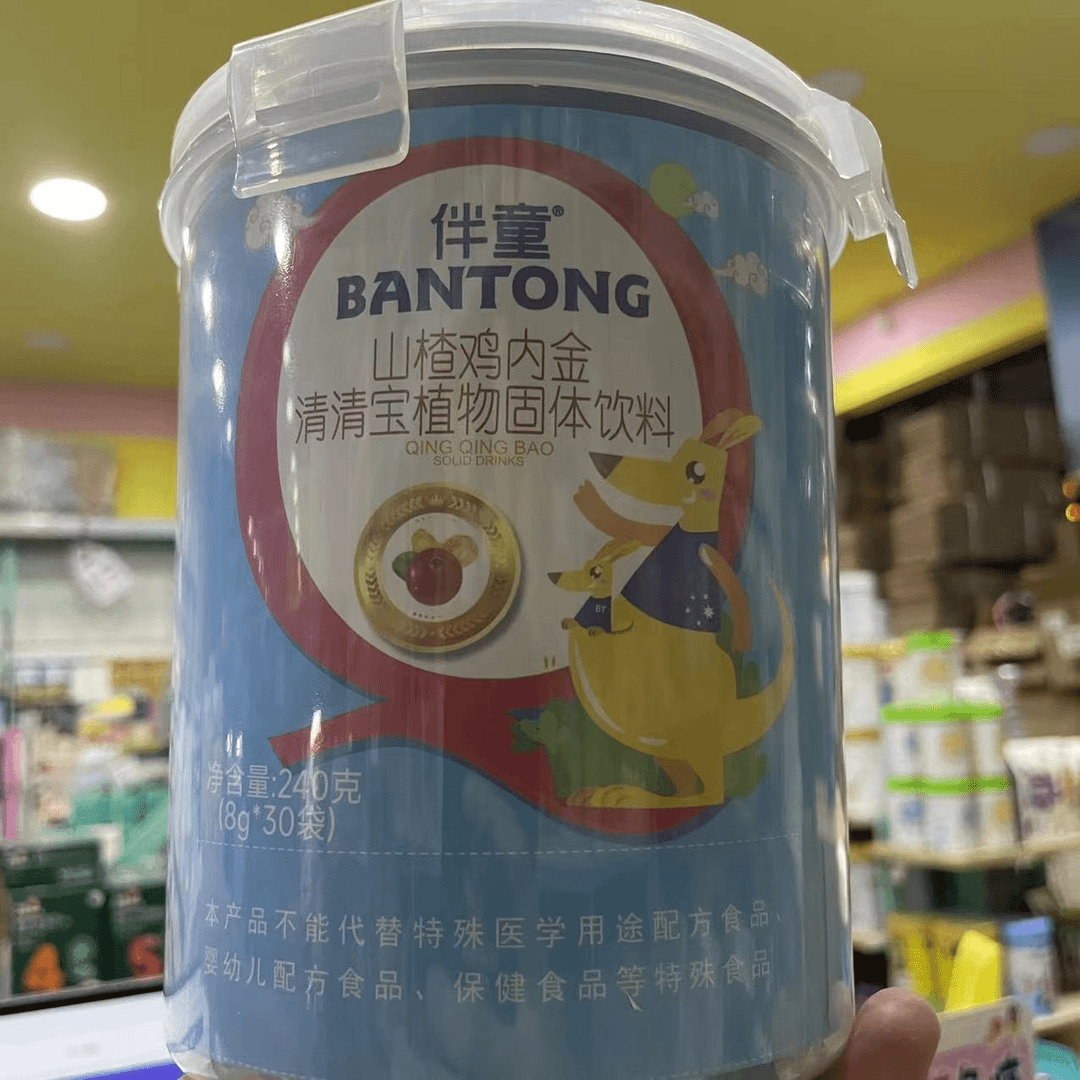 伴童®
BANTONG
山楂鸡内金
清清宝植物固体饮料
QING QING BAO
SOLID DRINKS
BT
净含量:240克
(8g*30袋)
本产品不能代替特殊医学用途配方食品、
婴幼儿配方食品、保健食品等特殊食品